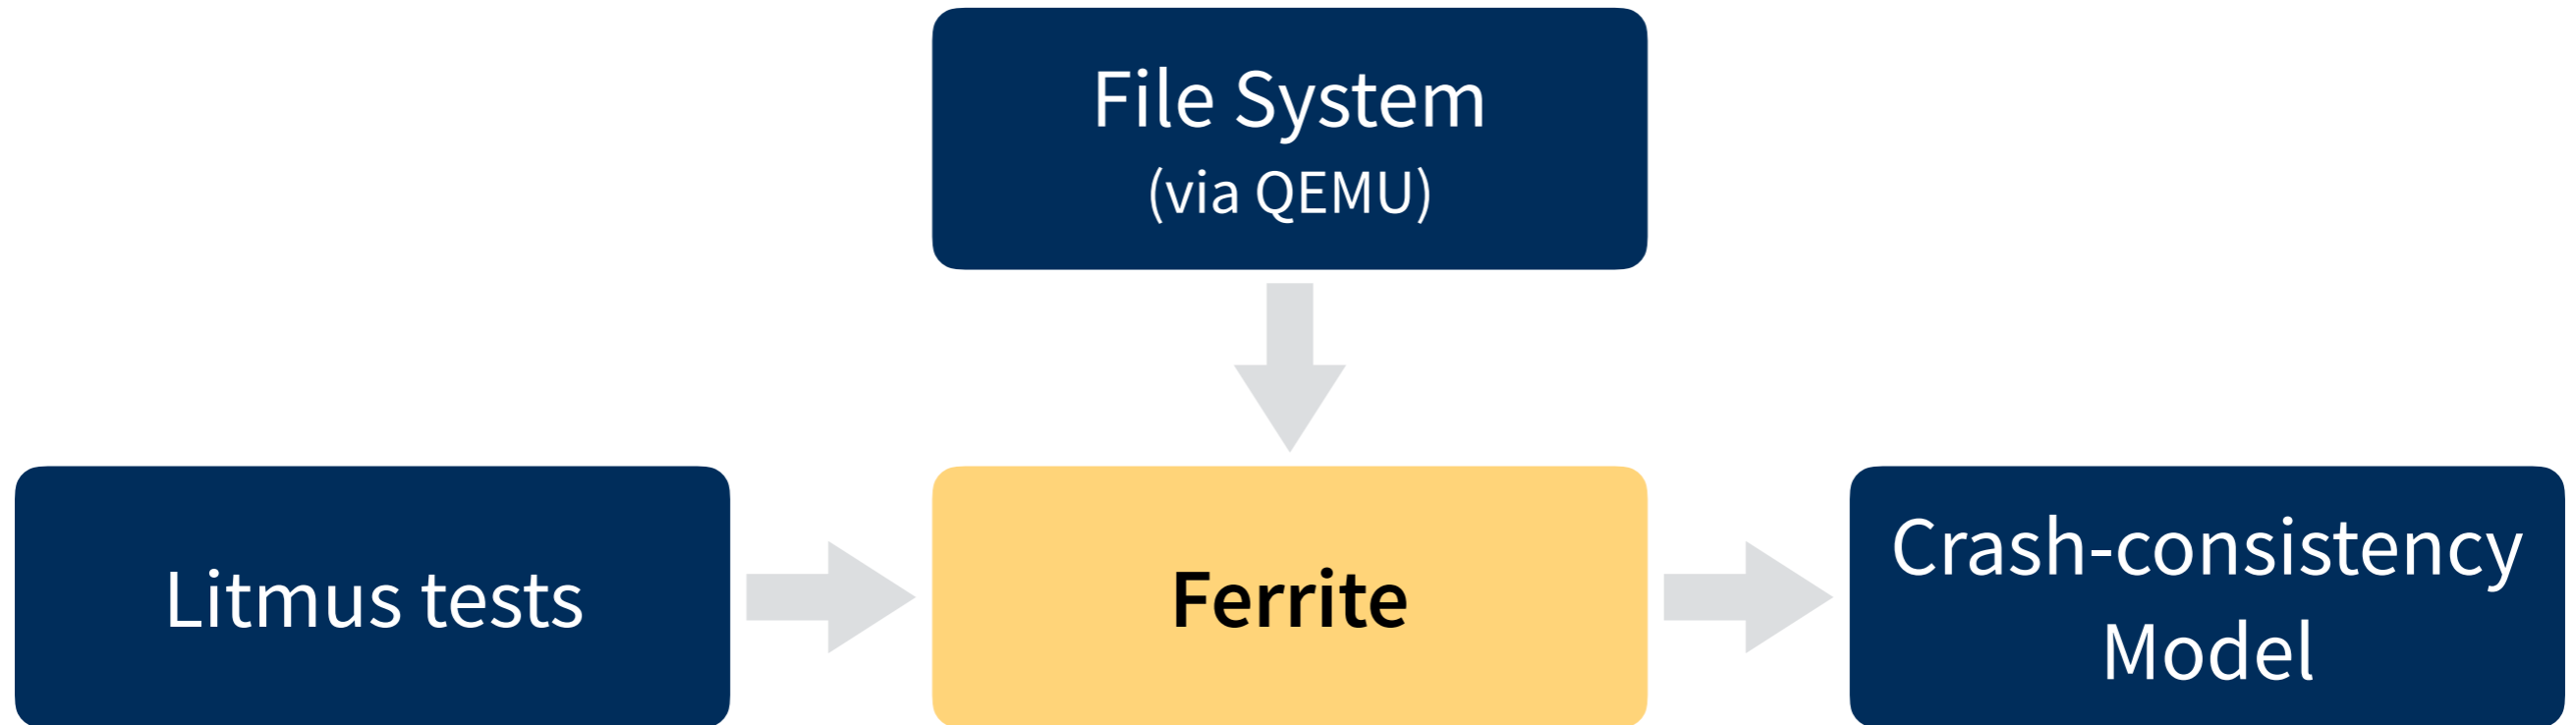 File System
(via QEMU)
Litmus tests
Ferrite
Crash-consistency
Model